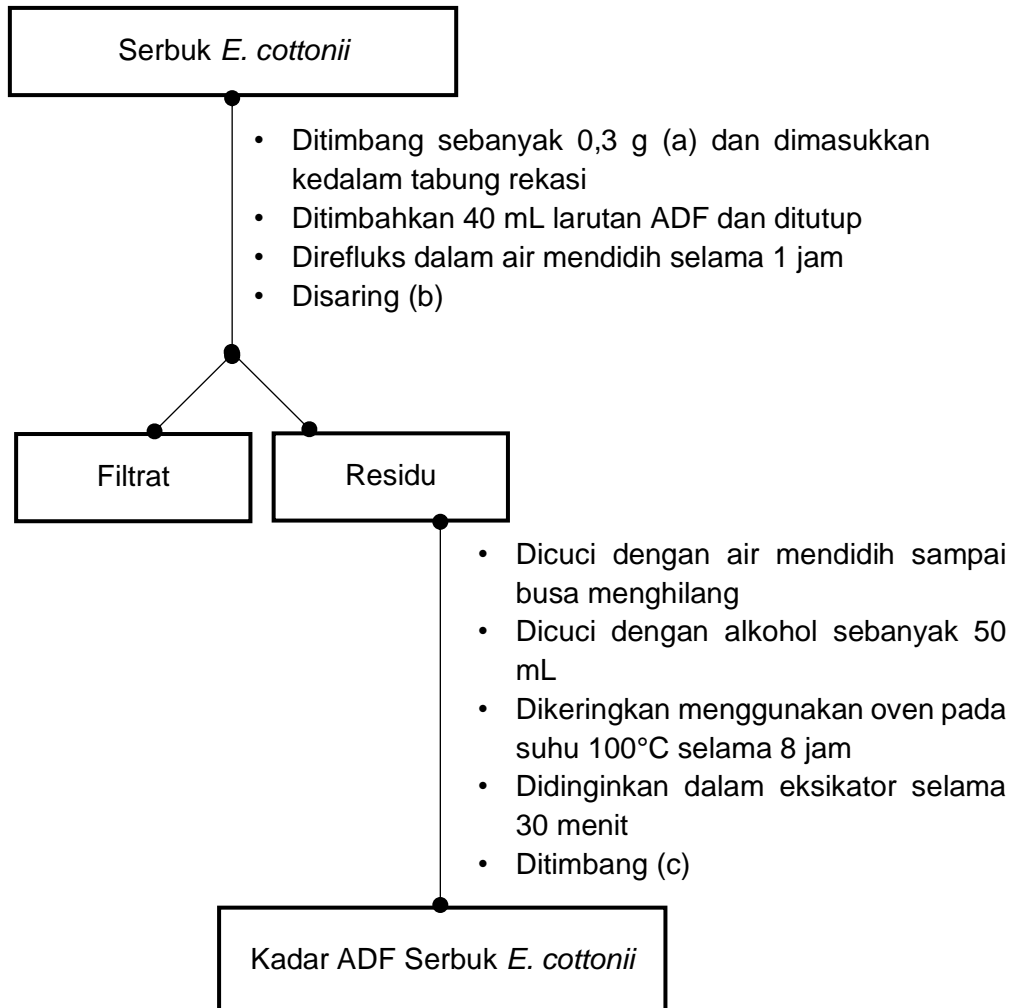 Serbuk E. cottonii
• Ditimbang sebanyak 0,3 g (a) dan dimasukkan
kedalam tabung rekasi
• Ditimbahkan 40 mL larutan ADF dan ditutup
• Direfluks dalam air mendidih selama 1 jam
• Disaring (b)
Filtrat
Residu
• Dicuci dengan air mendidih sampai
busa menghilang
• Dicuci dengan alkohol sebanyak 50
mL
• Dikeringkan menggunakan oven pada
suhu 100°C selama 8 jam
• Didinginkan dalam eksikator selama
30 menit
• Ditimbang (c)
Kadar ADF Serbuk E. cottonii